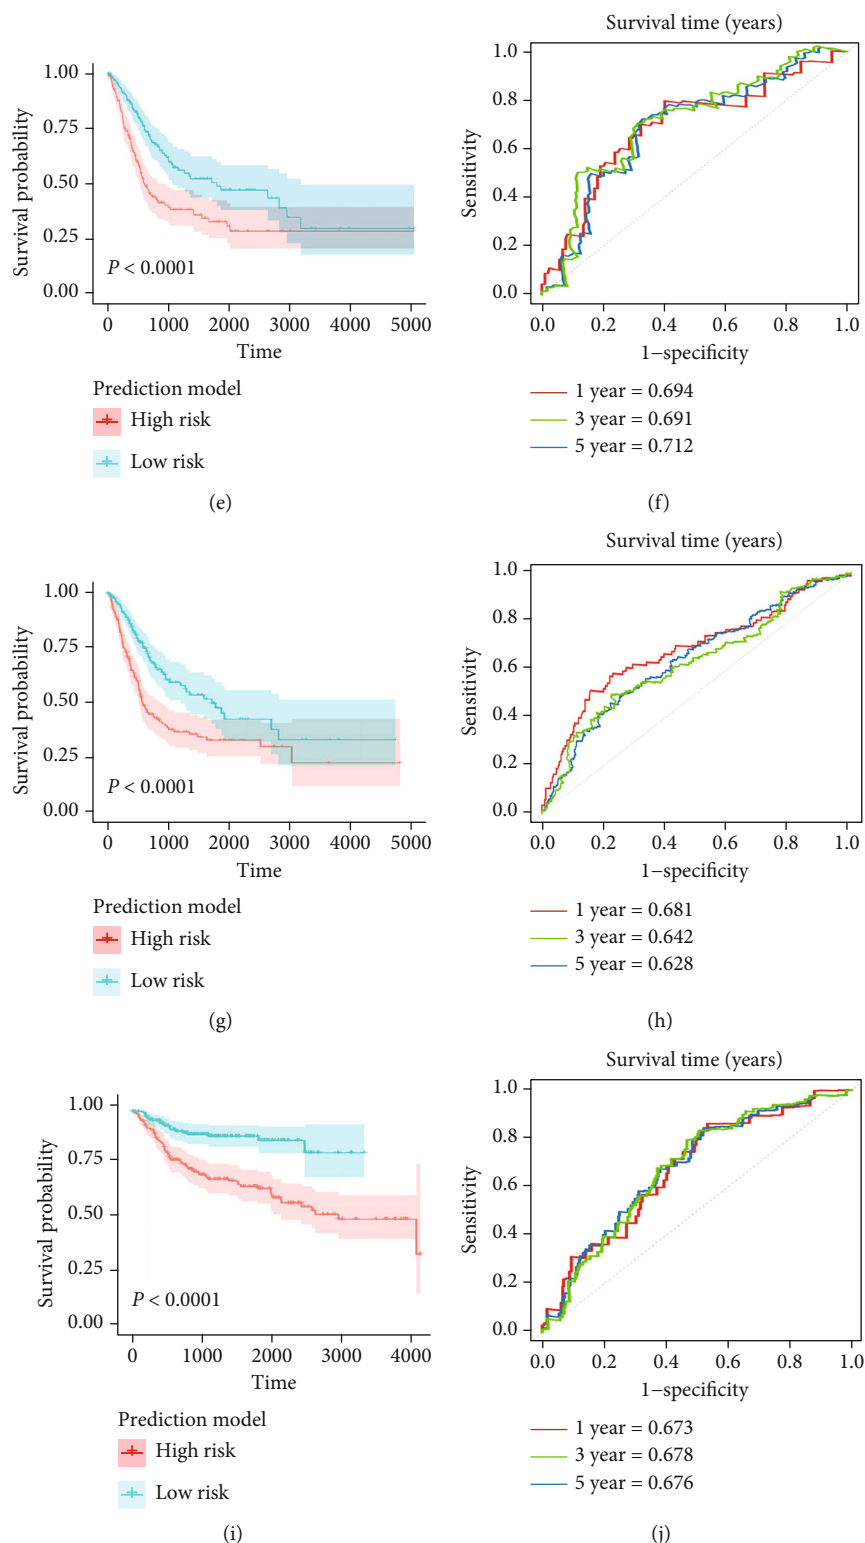 1.00
0.75
0.50
0.25
0.00
Survival probability
P < 0.0001
0 1000 2000 3000 4000 5000
Time
Prediction model
High risk
Low risk
(e)
Survival time (years)
1.0
0.8
0.6
0.4
0.2
0.0
Sensitivity
0.0 0.2 0.4 0.6 0.8 1.0
1−specificity
1 year = 0.694
3 year = 0.691
5 year = 0.712
(f)
1.00
0.75
0.50
0.25
0.00
Survival probability
P < 0.0001
0 1000 2000 3000 4000 5000
Time
Prediction model
High risk
Low risk
(g)
Survival time (years)
1.0
0.8
0.6
0.4
0.2
0.0
Sensitivity
0.0 0.2 0.4 0.6 0.8 1.0
1−specificity
1 year = 0.681
3 year = 0.642
5 year = 0.628
(h)
1.00
0.75
0.50
0.25
0.00
Survival probability
P < 0.0001
0 1000 2000 3000 4000
Time
Prediction model
High risk
Low risk
(i)
Survival time (years)
1.0
0.8
0.6
0.4
0.2
0.0
Sensitivity
0.0 0.2 0.4 0.6 0.8 1.0
1−specificity
1 year = 0.673
3 year = 0.678
5 year = 0.676
(j)